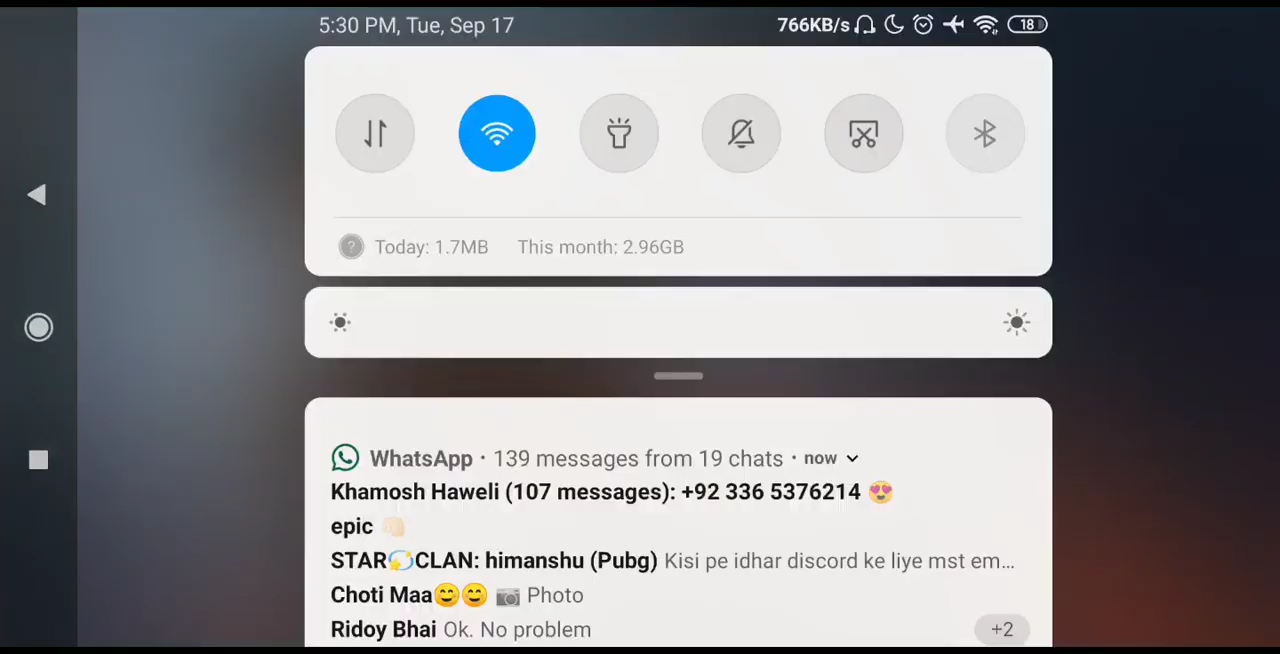 5:30 PM, Tue, Sep 17
766KB/s
18
Today: 1.7MB This month: 2.96GB
WhatsApp · 139 messages from 19 chats · now
Khamosh Haweli (107 messages): +92 336 5376214 😍
epic 👊🏻
STAR💫CLAN: himanshu (Pubg) Kisi pe idhar discord ke liye mst em...
Choti Maa😊😊 📷 Photo
Ridoy Bhai Ok. No problem
+2